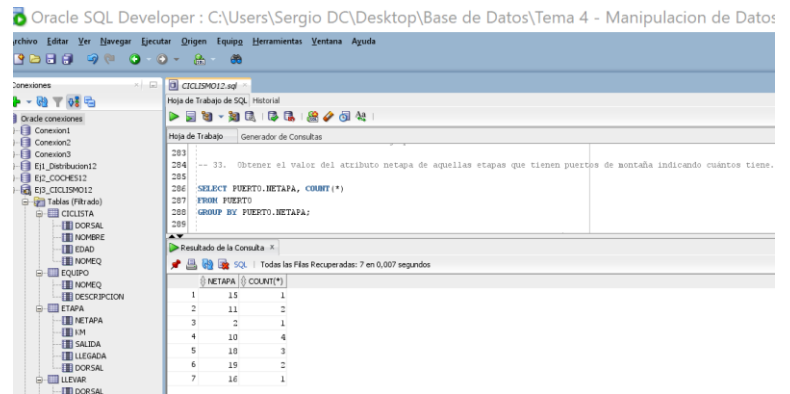 Oracle SQL Developer : C:\Users\Sergio DC\Desktop\Base de Datos\Tema 4 - Manipulacion de Datos
rchivo Editar Ver Navegar Ejecutar Origen Equipo Herramientas Ventana Ayuda
Conexiones
CICLISMO12.sql
Hoja de Trabajo de SQL Historial
Oracle conexiones
Conexion1
Conexion2
Conexion3
Ej1_Distribucion12
EJ2_COCHES12
EJ3_CICLISMO12
Tablas (Filtrado)
CICLISTA
DORSAL
NOMBRE
EDAD
NOMEQ
EQUIPO
NOMEQ
DESCRIPCION
ETAPA
NETAPA
KM
SALIDA
LLEGADA
DORSAL
LLEVAR
DORSAL
Hoja de Trabajo Generador de Consultas
283
284 -- 33. Obtener el valor del atributo netapa de aquellas etapas que tienen puertos de montaña indicando cuántos tiene.
285
286 SELECT PUERTO.NETAPA, COUNT(*)
287 FROM PUERTO
288 GROUP BY PUERTO.NETAPA;
289
Resultado de la Consulta
SQL | Todas las Filas Recuperadas: 7 en 0,007 segundos
NETAPA COUNT(*)
1 15 1
2 11 2
3 2 1
4 10 4
5 18 3
6 19 2
7 16 1